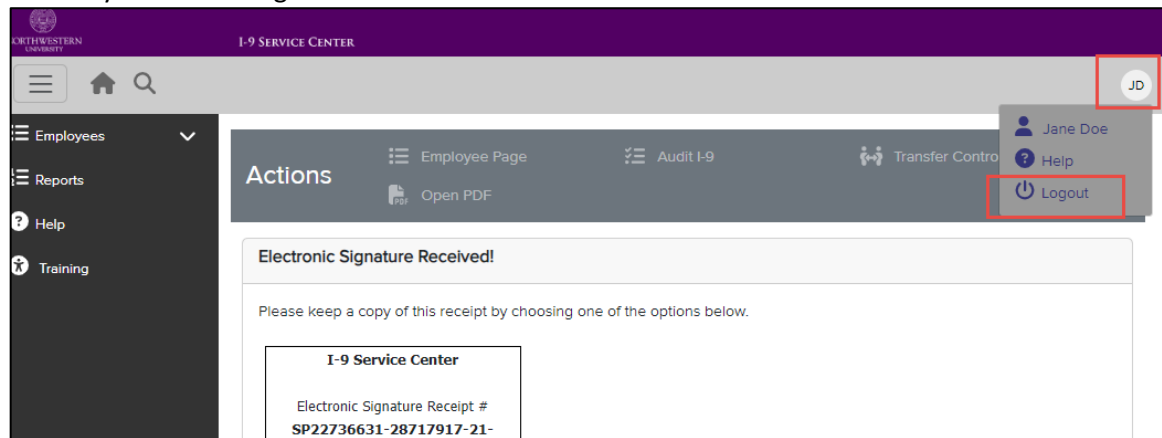 ORTHWESTERN
UNIVERSITY
I-9 SERVICE CENTER
JD
Employees
Reports
Help
Training
Actions
Employee Page
Audit I-9
Transfer Contro
PDF
Open PDF
Jane Doe
Help
Logout
Electronic Signature Received!
Please keep a copy of this receipt by choosing one of the options below.
I-9 Service Center
Electronic Signature Receipt #
SP22736631-28717917-21-